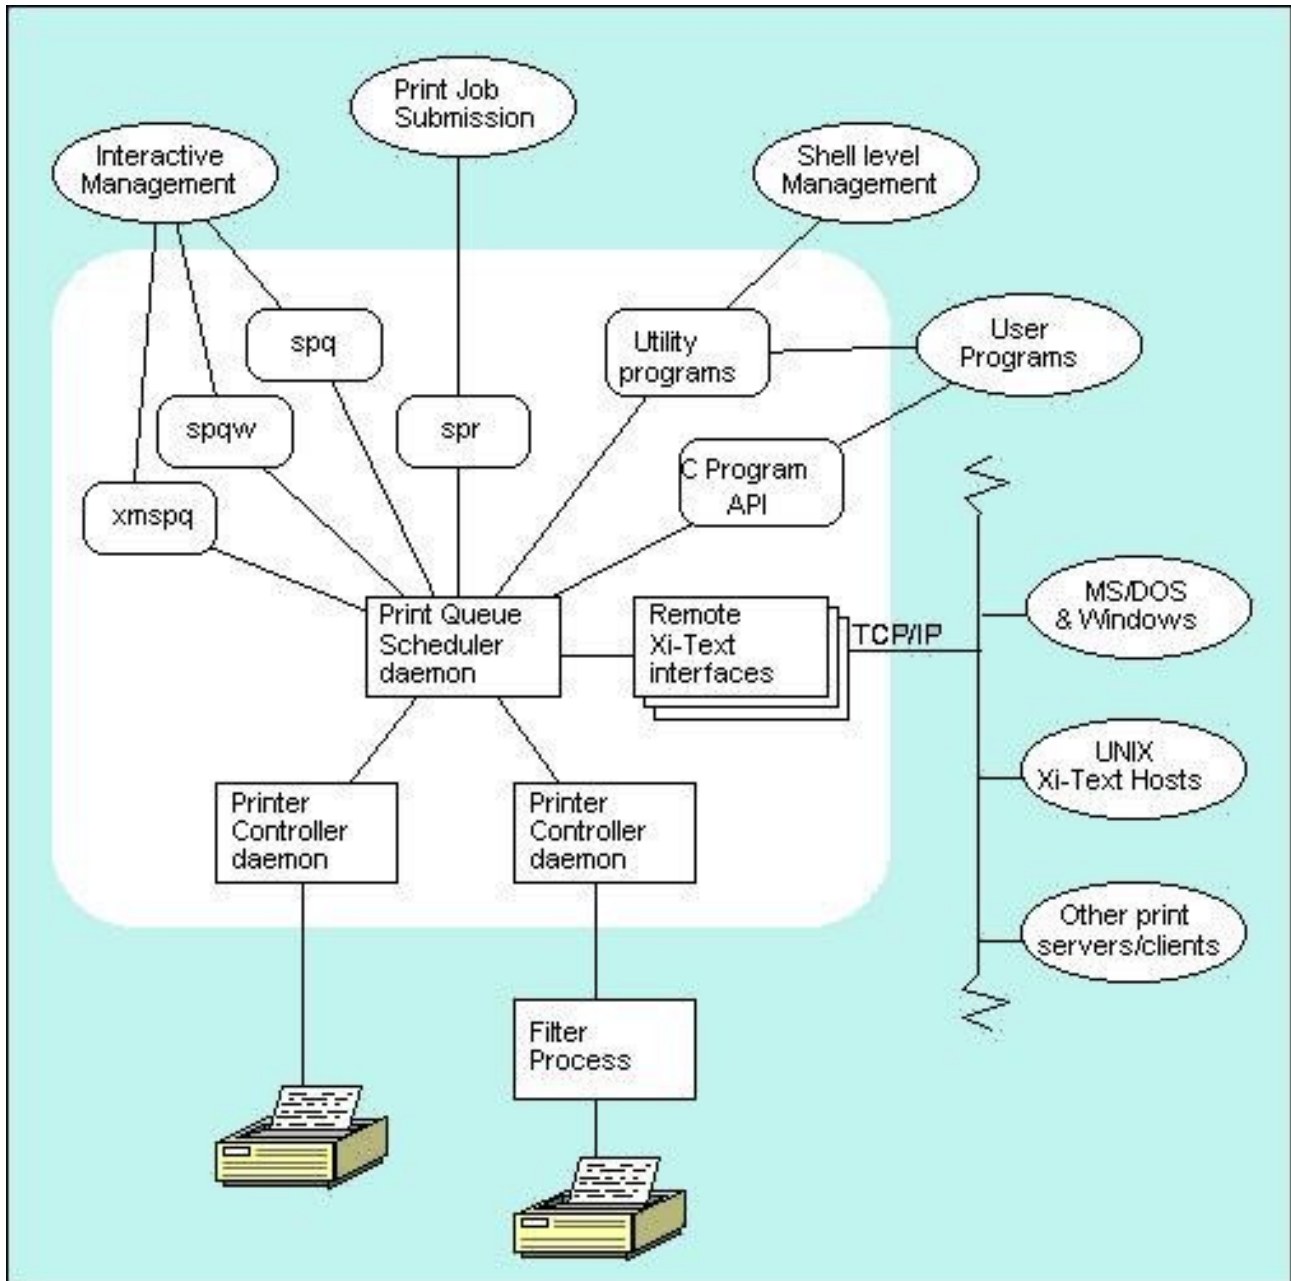 Print Job
Submission
Interactive
Management
Shell level
Management
spq
Utility
programs
User
Programs
spqw
spr
C Program
API
xmspq
Print Queue
Scheduler
daemon
Remote
Xi-Text
interfaces
TCP/IP
MS/DOS
& Windows
UNIX
Xi-Text Hosts
Printer
Controller
daemon
Printer
Controller
daemon
Other print
servers/clients
Filter
Process